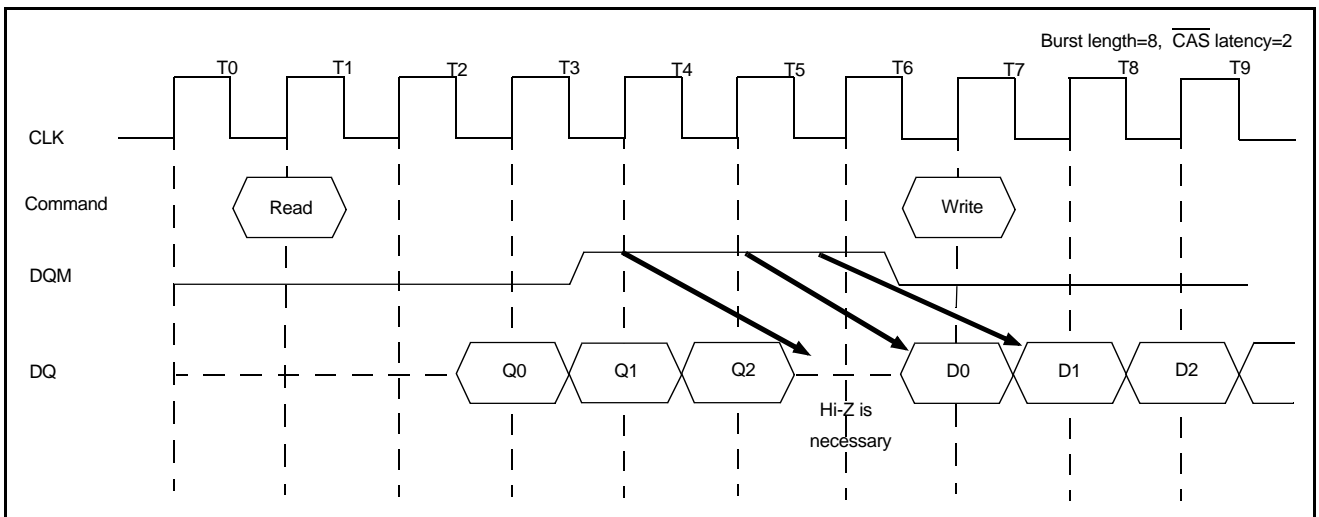 Burst length=8, CAS latency=2
T0 T1 T2 T3 T4 T5 T6 T7 T8 T9
CLK
Command Read Write
DQM
DQ Q0 Q1 Q2 D0 D1 D2
Hi-Z is
necessary